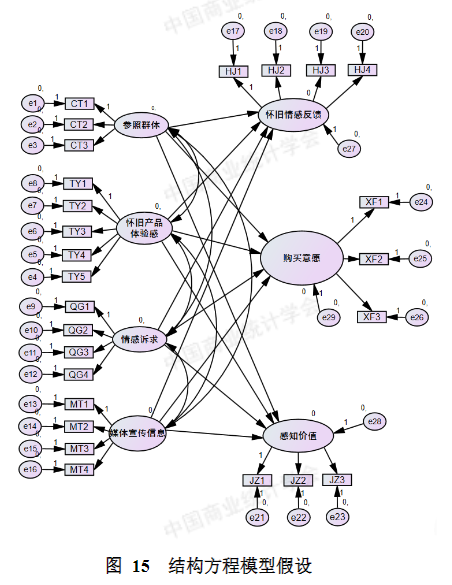 e17 e18 e19 e20
0, 0, 0, 0,
1 1 1 1
HJ1 HJ2 HJ3 HJ4
1
0
怀旧情感反馈
0,
1
e27
0, 0, 0,
e1 1 CT1
e2 1 CT2
e3 1 CT3
1
0,
参照群体
0, 0, 0, 0, 0,
e8 1 TY1
e7 1 TY2
e6 1 TY3
e5 1 TY4
e4 1 TY5
1
0,
怀旧产品
体验感
0
购买意愿
1
0,
e29
1
XF1 1 e24 0,
XF2 1 e25 0,
XF3 1 e26 0,
0, 0, 0, 0,
e9 1 QG1
e10 1 QG2
e11 1 QG3
e12 1 QG4
1
0,
情感诉求
0, 0, 0, 0,
e13 1 MT1
e14 1 MT2
e15 1 MT3
e16 1 MT4
1
0,
媒体宣传信息
0
感知价值
1
0,
e28
1
JZ1 JZ2 JZ3
1 1 1
0, 0, 0,
e21 e22 e23
中国商业统计学会
图 15 结构方程模型假设